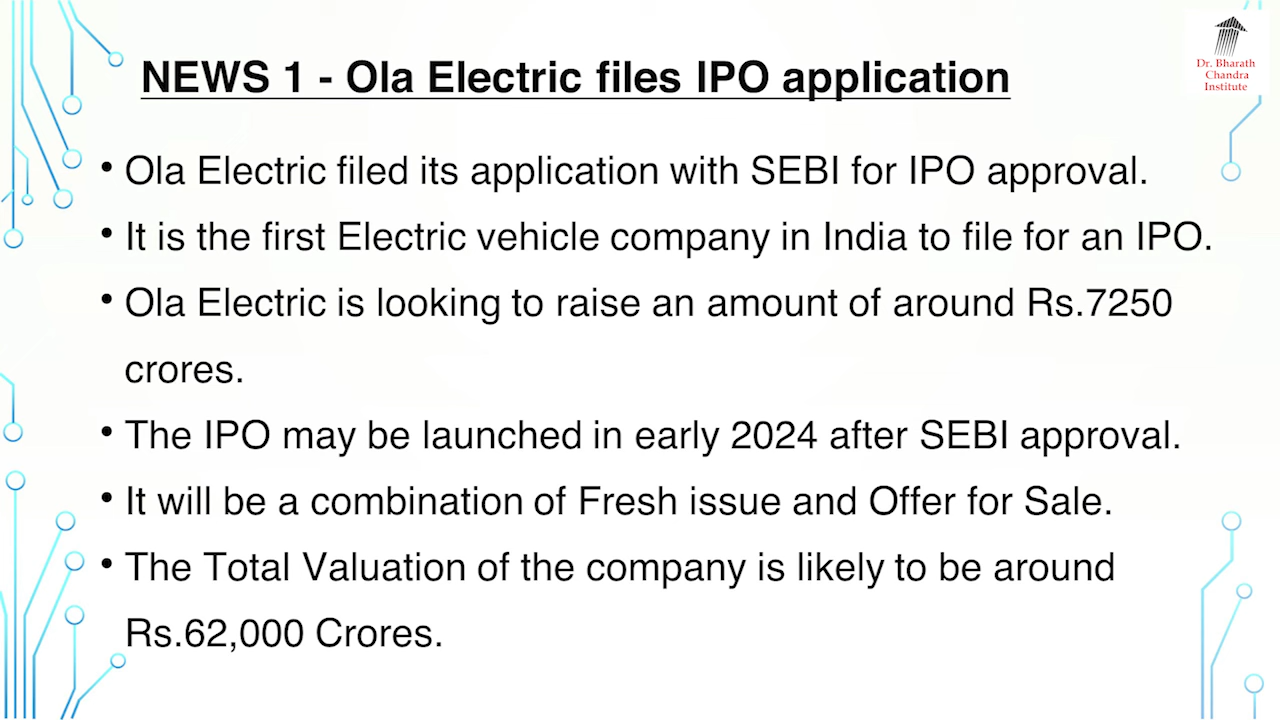 NEWS 1 - Ola Electric files IPO application
Dr. Bharath
Chandra
Institute
• Ola Electric filed its application with SEBI for IPO approval.
• It is the first Electric vehicle company in India to file for an IPO.
• Ola Electric is looking to raise an amount of around Rs.7250
crores.
• The IPO may be launched in early 2024 after SEBI approval.
• It will be a combination of Fresh issue and Offer for Sale.
• The Total Valuation of the company is likely to be around
Rs.62,000 Crores.